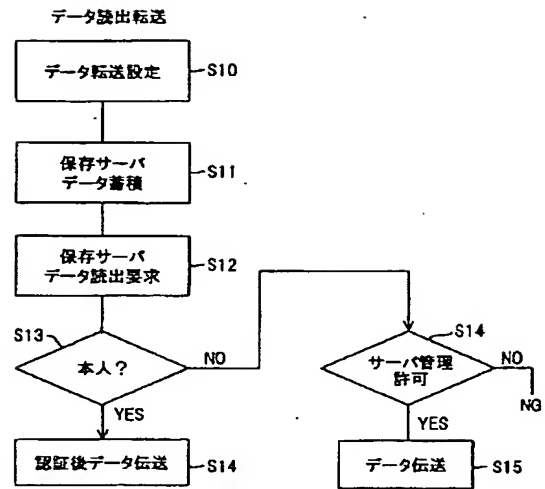 データ読出転送
データ転送設定
S10
保存サーバ
データ蓄積
S11
保存サーバ
データ読出要求
S12
S13
本人?
NO
YES
認証後データ伝送
S14
S14
サーバ管理
許可
NO
NG
YES
データ伝送
S15